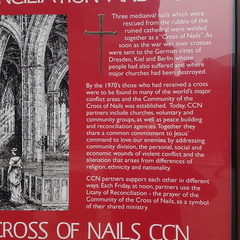 NCILIATION AND
Three mediaeval nails which were
rescued from the rubble of the
ruined cathedral were welded
together as a "Cross of Nails". As
soon as the war was over crosses
were sent to the German cities of
Dresden, Kiel and Berlin whose
people had also suffered and where
major churches had been destroyed.
By the 1970's those who had received a cross
were to be found in many of the world's major
conflict areas and the Community of the
Cross of Nails was established. Today, CCN
partners include churches, voluntary and
community groups, as well as peace building
and reconciliation agencies. Together they
share a common commitment to Jesus'
command to love our enemies by addressing
community division, the personal, social and
economic wounds of violent conflict and the
alienation that arises from differences of
religion, ethnicity and nationality.
CCN partners support each other in different
ways. Each Friday, at noon, partners use the
Litany of Reconciliation - the prayer of the
Community of the Cross of Nails, as a symbol
of their shared ministry.
CROSS OF NAILS CCN